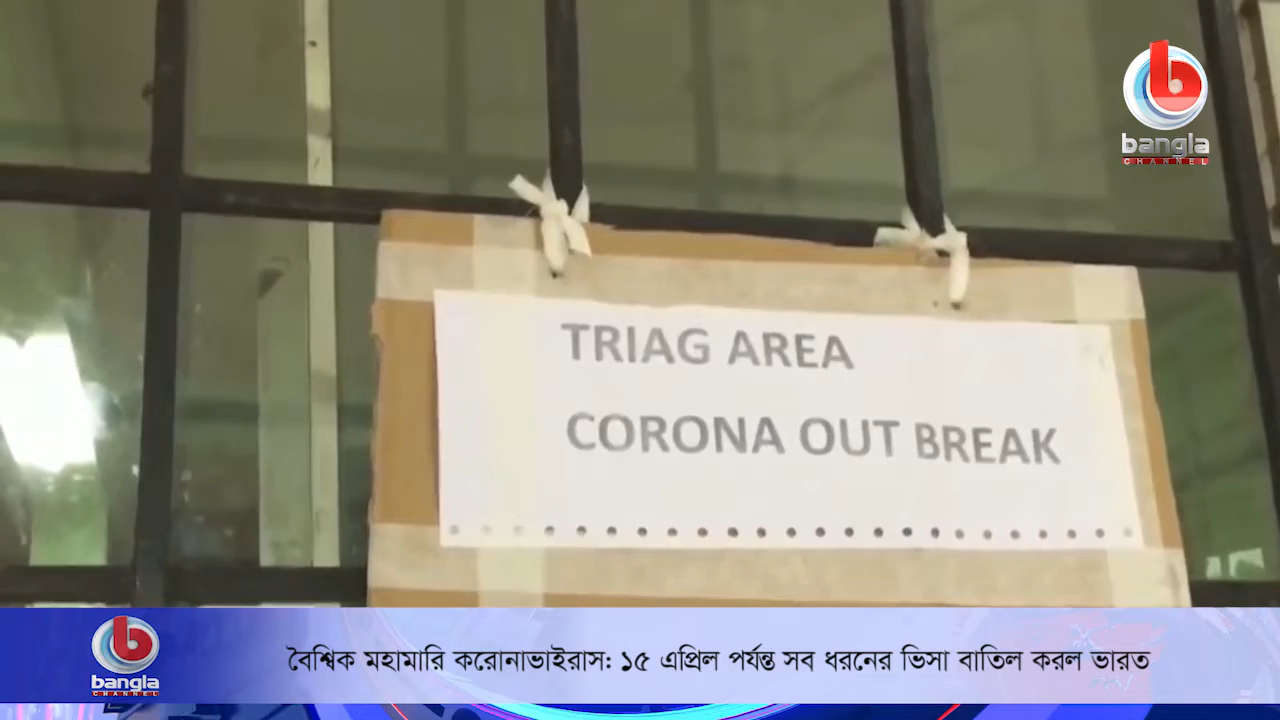 bangla
CHANNEL
TRIAG AREA
CORONA OUT BREAK
bangla
CHANNEL
বৈশ্বিক মহামারি করোনাভাইরাস: ১৫ এপ্রিল পর্যন্ত সব ধরনের ভিসা বাতিল করল ভারত